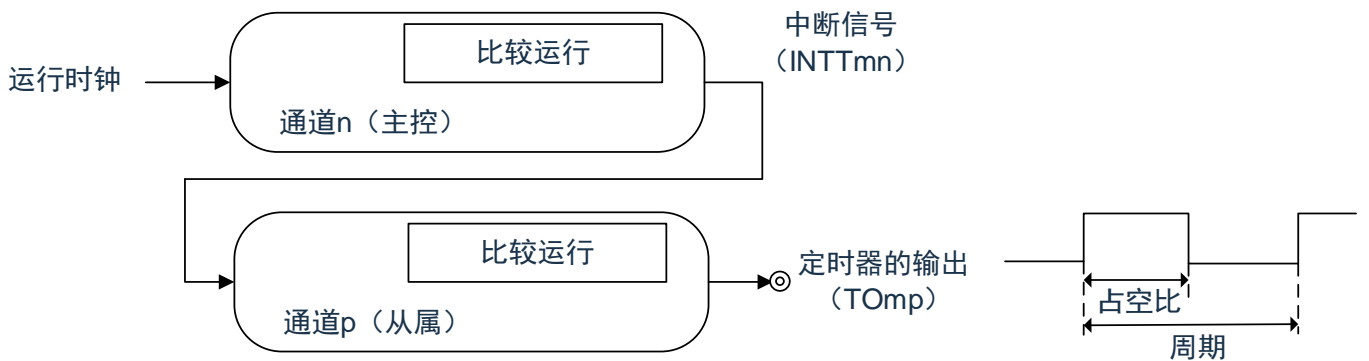 比较运行
中断信号
（INTTmn）
运行时钟
通道n（主控）
比较运行
定时器的输出
（TOmp）
通道p（从属）
占空比
周期